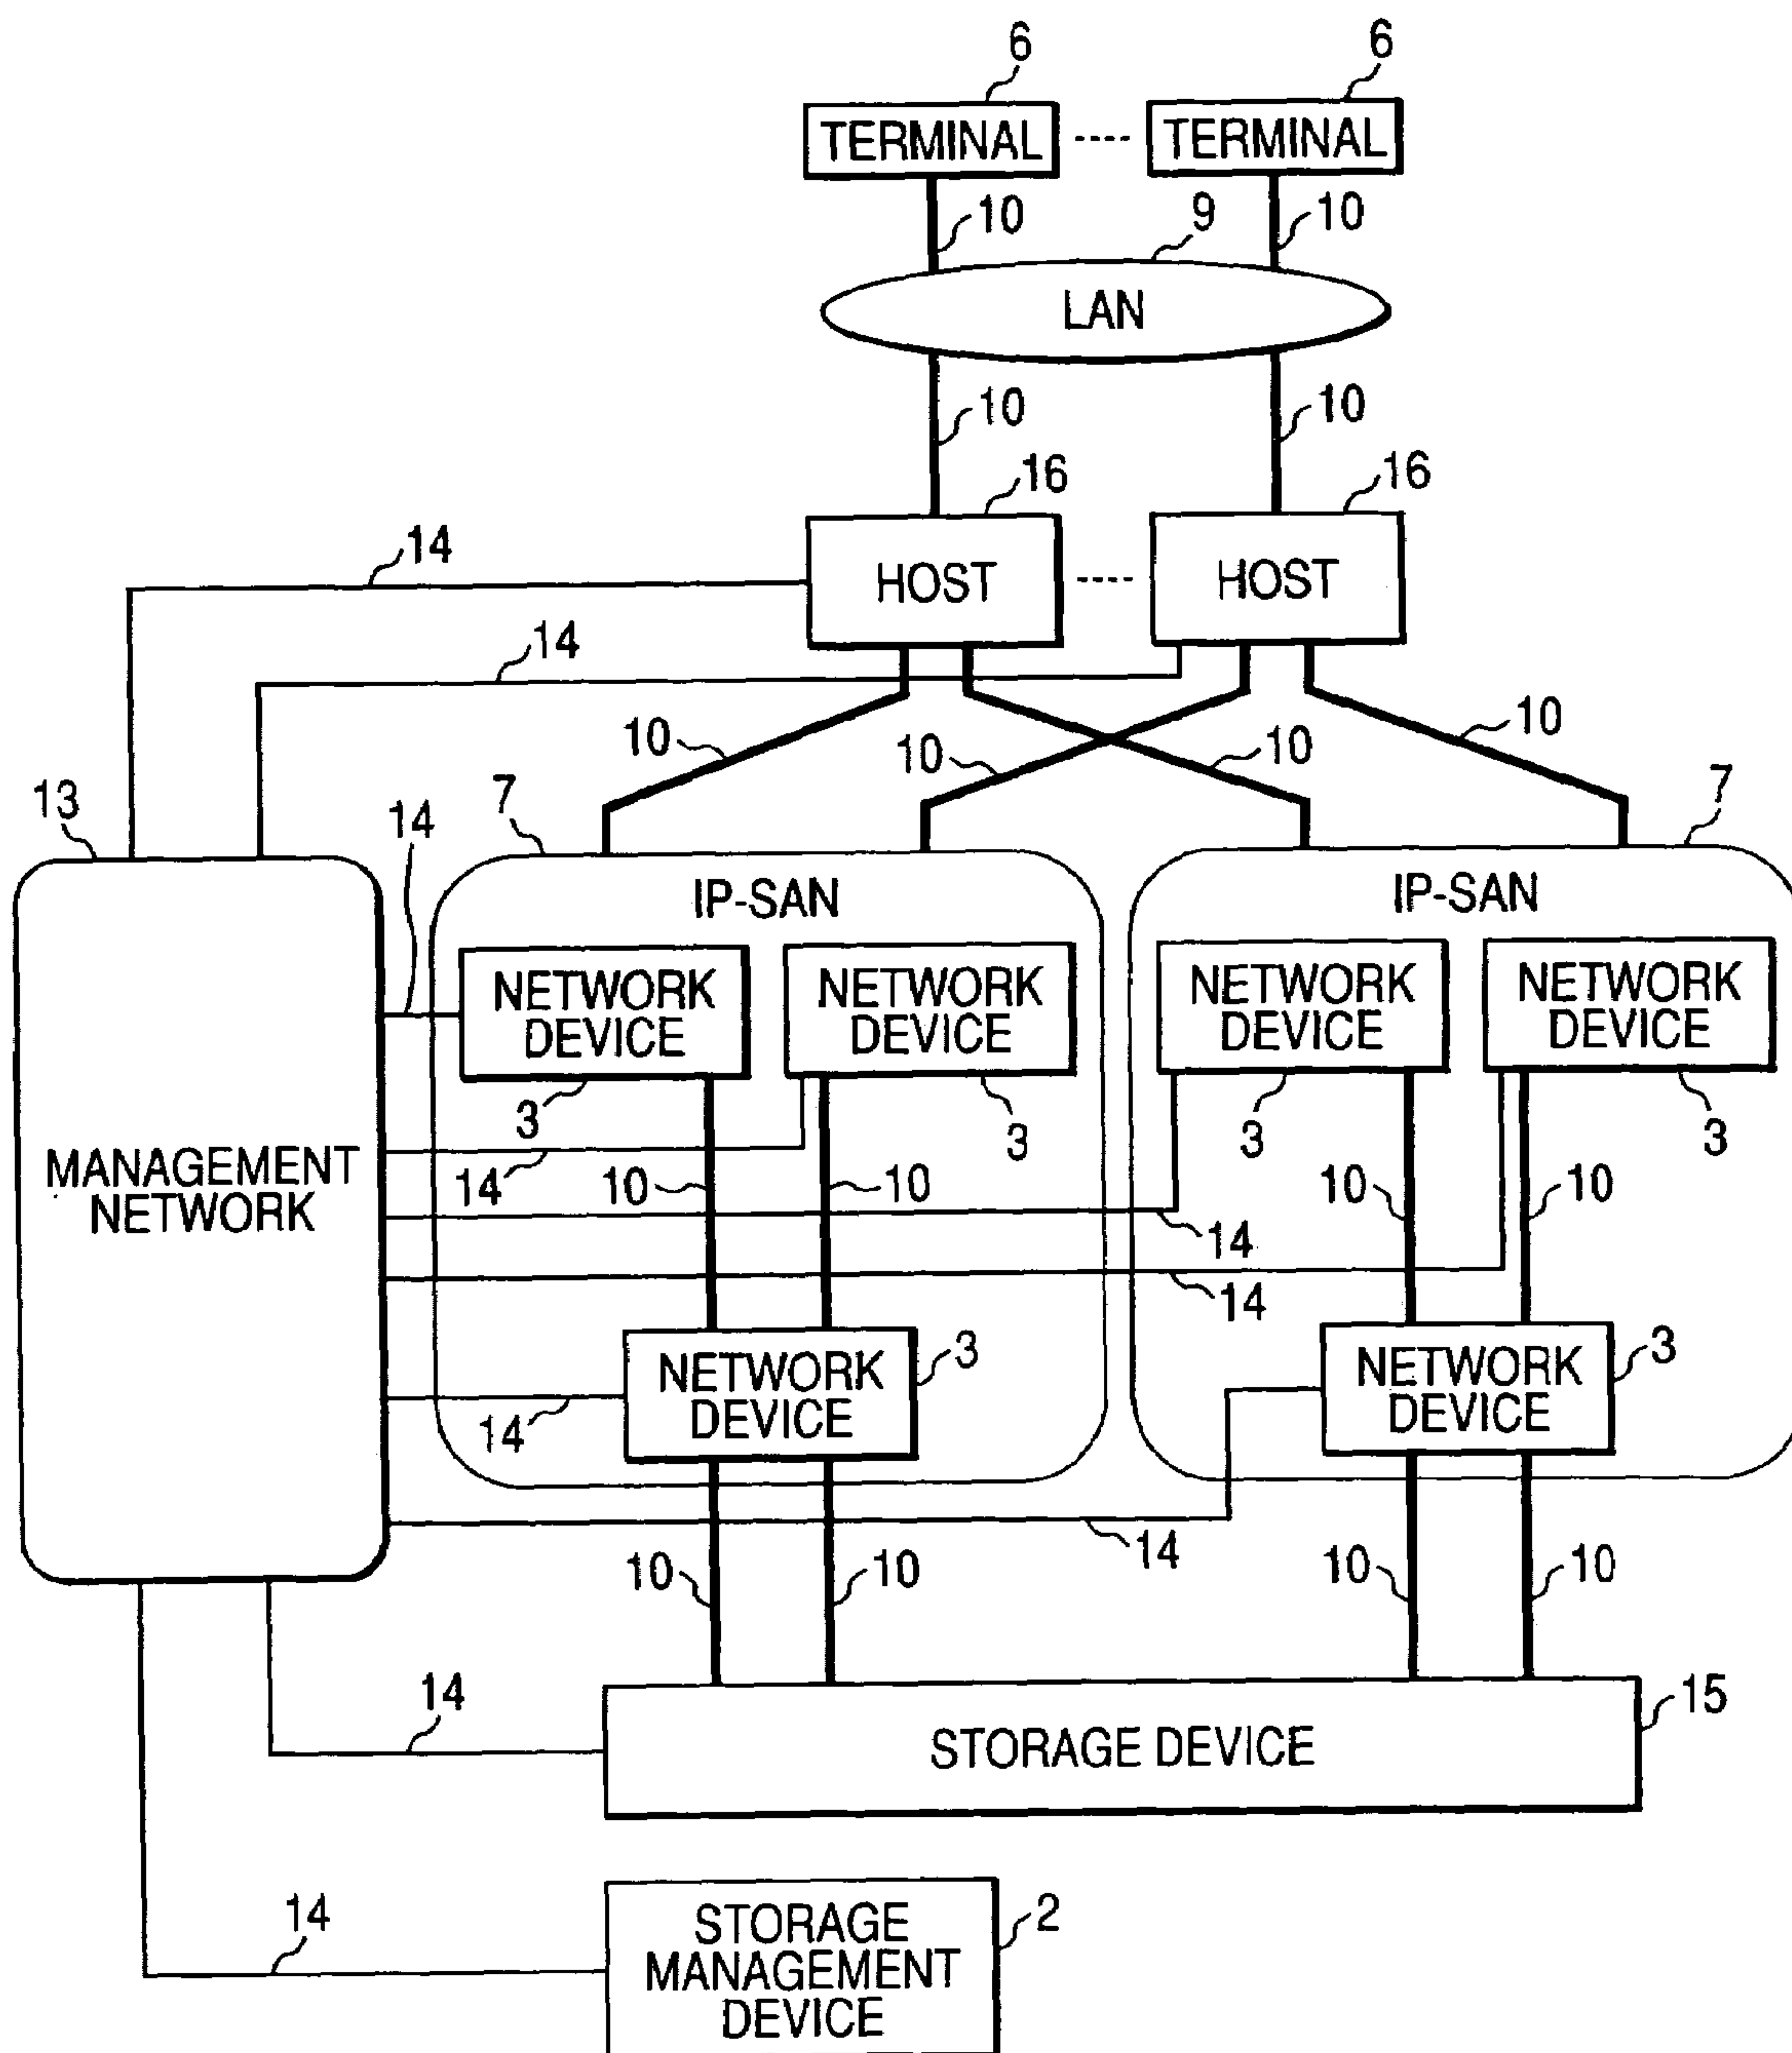 6
6
TERMINAL
TERMINAL
10
9
10
LAN
10
10
16
16
14
HOST
HOST
14
10
10
10
10
13
14
7
7
IP-SAN
IP-SAN
NETWORK
DEVICE
NETWORK
DEVICE
NETWORK
DEVICE
NETWORK
DEVICE
14
3
3
3
3
MANAGEMENT
NETWORK
14
10
10
10
10
14
14
NETWORK
DEVICE
3
NETWORK
DEVICE
3
14
14
10
10
10
10
14
STORAGE DEVICE
15
14
STORAGE
MANAGEMENT
DEVICE
2